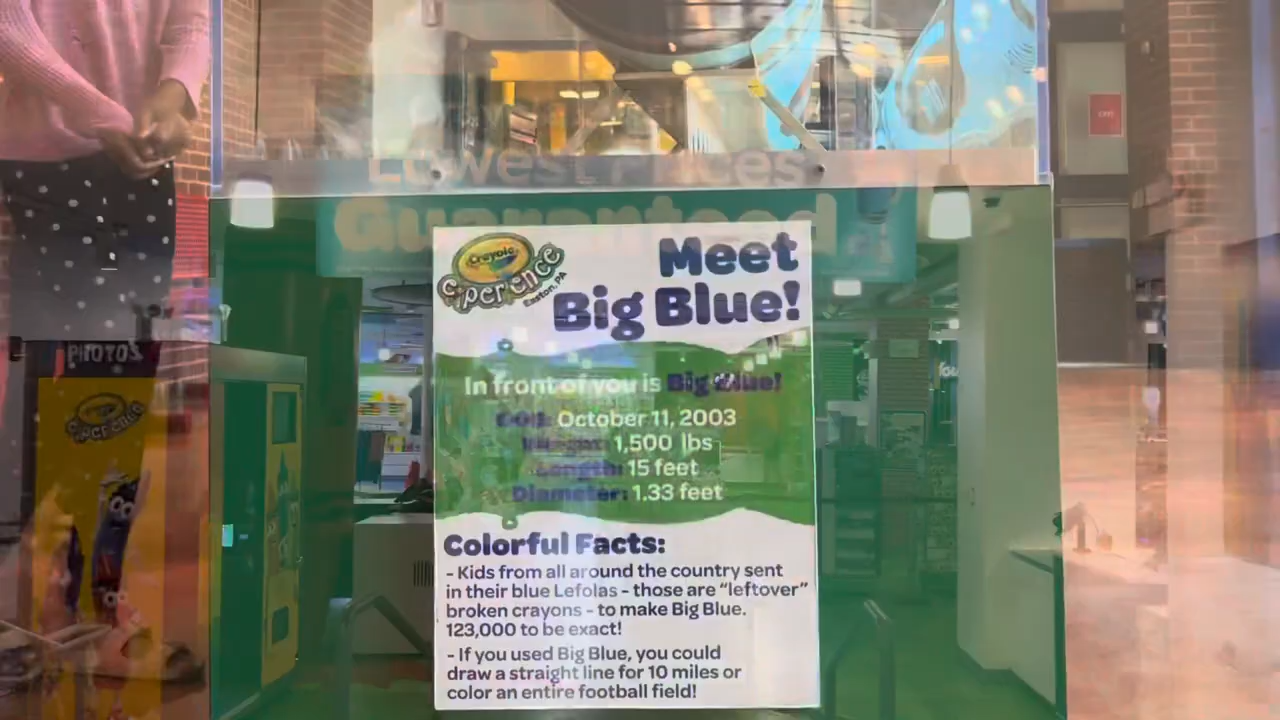 Lowest Prices
Guaranteed
Crayola
experience
Easton, PA
Meet
Big Blue!
In front of you is Big Blue!
DOB: October 11, 2003
1,500 lbs
Length: 15 feet
Diameter: 1.33 feet
Colorful Facts:
- Kids from all around the country sent
in their blue Lefolas - those are “leftover”
broken crayons - to make Big Blue.
123,000 to be exact!
- If you used Big Blue, you could
draw a straight line for 10 miles or
color an entire football field!
PHOTOS
experience